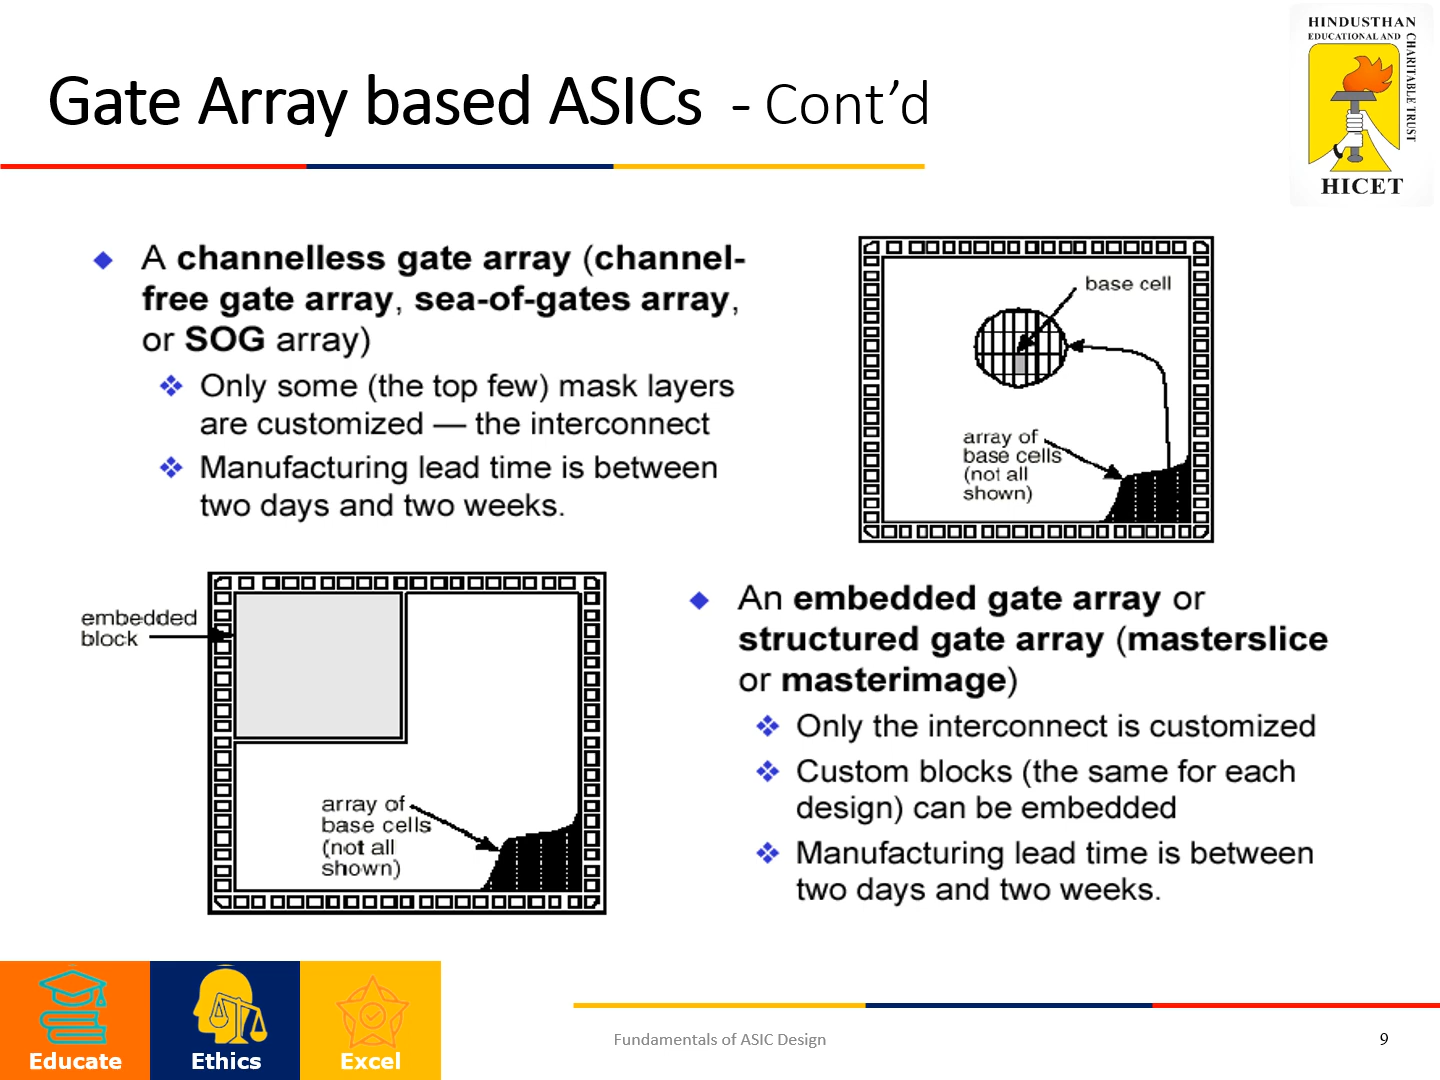 HINDUSTHAN
EDUCATIONAL AND
CHARITABLE TRUST
HICET
Gate Array based ASICs - Cont’d
A channelless gate array (channel-
free gate array, sea-of-gates array,
or SOG array)
Only some (the top few) mask layers
are customized — the interconnect
Manufacturing lead time is between
two days and two weeks.
base cell
array of
base cells
(not all
shown)
embedded
block
array of
base cells
(not all
shown)
An embedded gate array or
structured gate array (masterslice
or masterimage)
Only the interconnect is customized
Custom blocks (the same for each
design) can be embedded
Manufacturing lead time is between
two days and two weeks.
Educate
Ethics
Excel
Fundamentals of ASIC Design
9